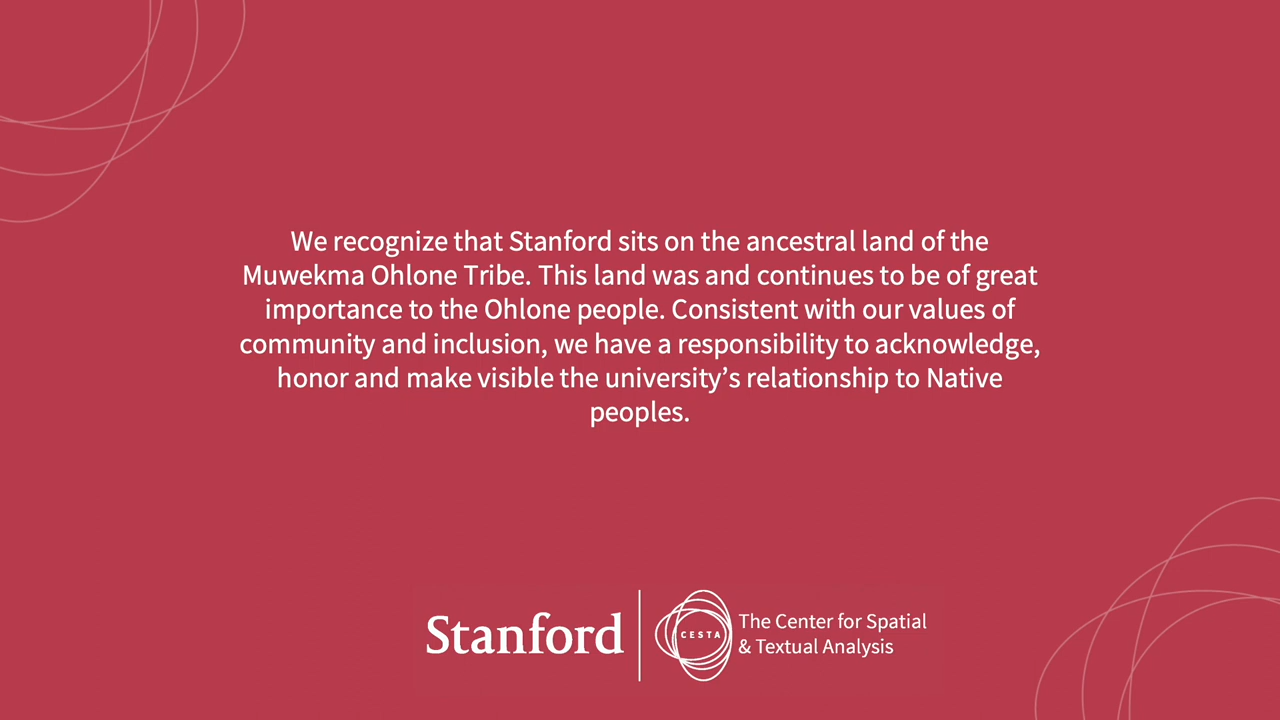 We recognize that Stanford sits on the ancestral land of the
Muwekma Ohlone Tribe. This land was and continues to be of great
importance to the Ohlone people. Consistent with our values of
community and inclusion, we have a responsibility to acknowledge,
honor and make visible the university’s relationship to Native
peoples.
Stanford
CESTA
The Center for Spatial
& Textual Analysis